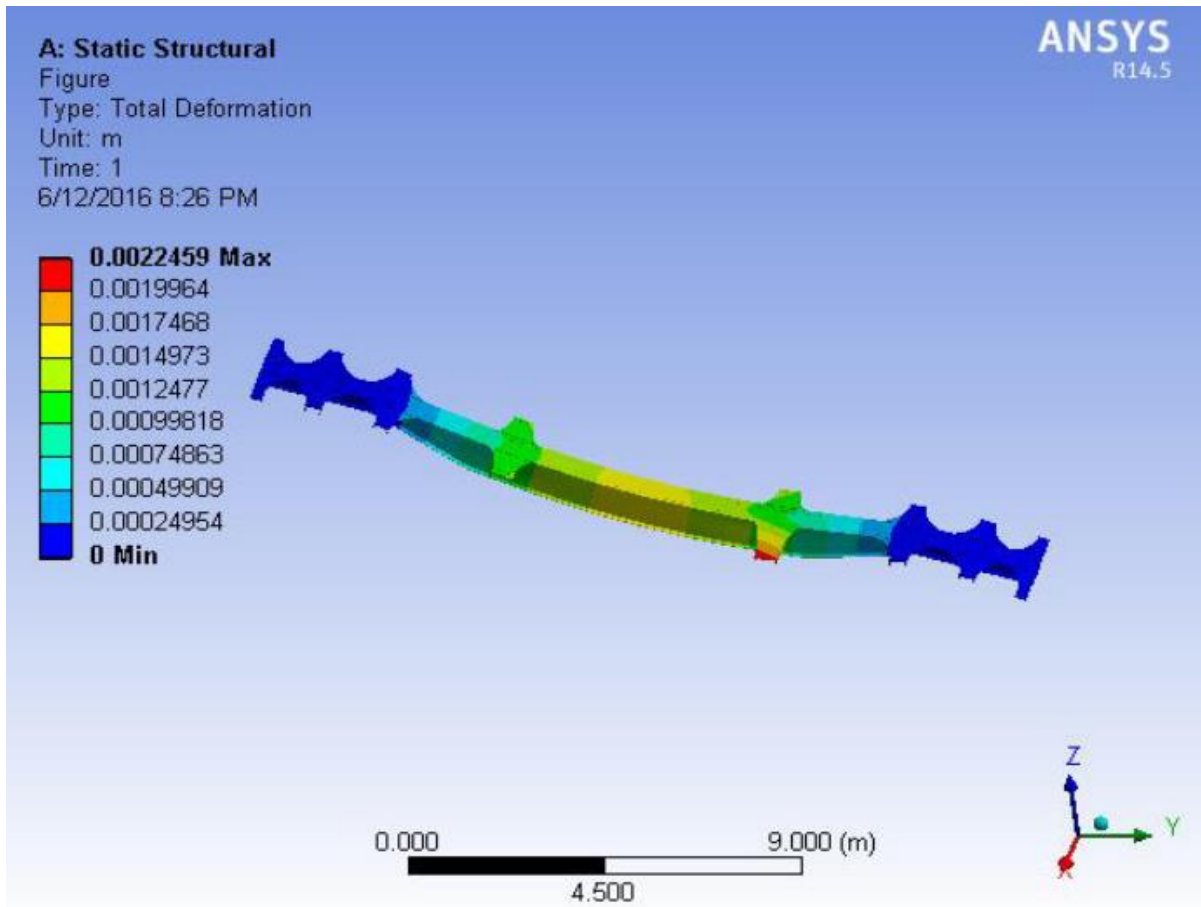 A: Static Structural
Figure
Type: Total Deformation
Unit: m
Time: 1
6/12/2016 8:26 PM
ANSYS
R14.5
0.0022459 Max
0.0019964
0.0017468
0.0014973
0.0012477
0.00099818
0.00074863
0.00049909
0.00024954
0 Min
0.000
9.000 (m)
4.500
Z
Y
X